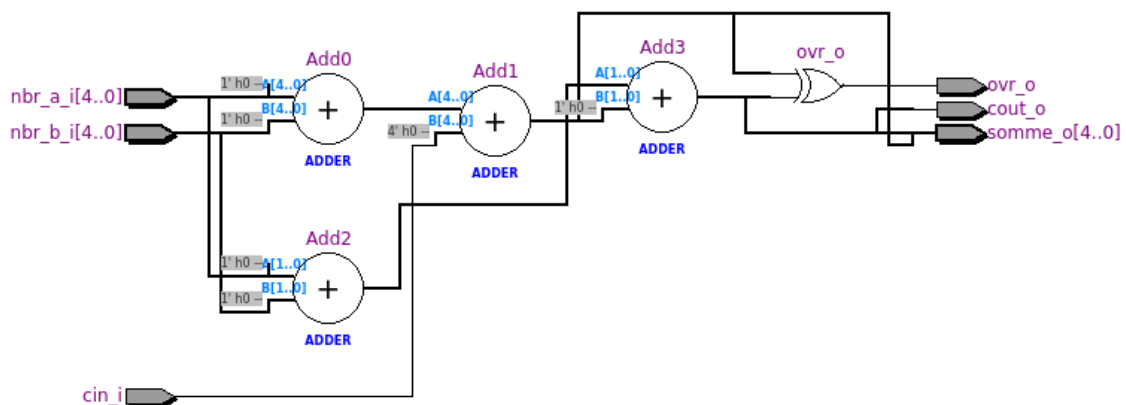 ovr_o
Add3
Add0
Add1
A[1..0]
1' h0 --
A[4..0]
nbr_a_i[4..0]
A[4..0]
B[1..0]
1' h0 --
ovr_o
B[4..0]
cout_o
1' h0 --
B[4..0]
4' h0 --
nbr_b_i[4..0]
somme_o[4..0]
ADDER
ADDER
ADDER
Add2
1' h0 --
A[1..0]
B[1..0]
1' h0 --
ADDER
cin_i
+
+
+
+